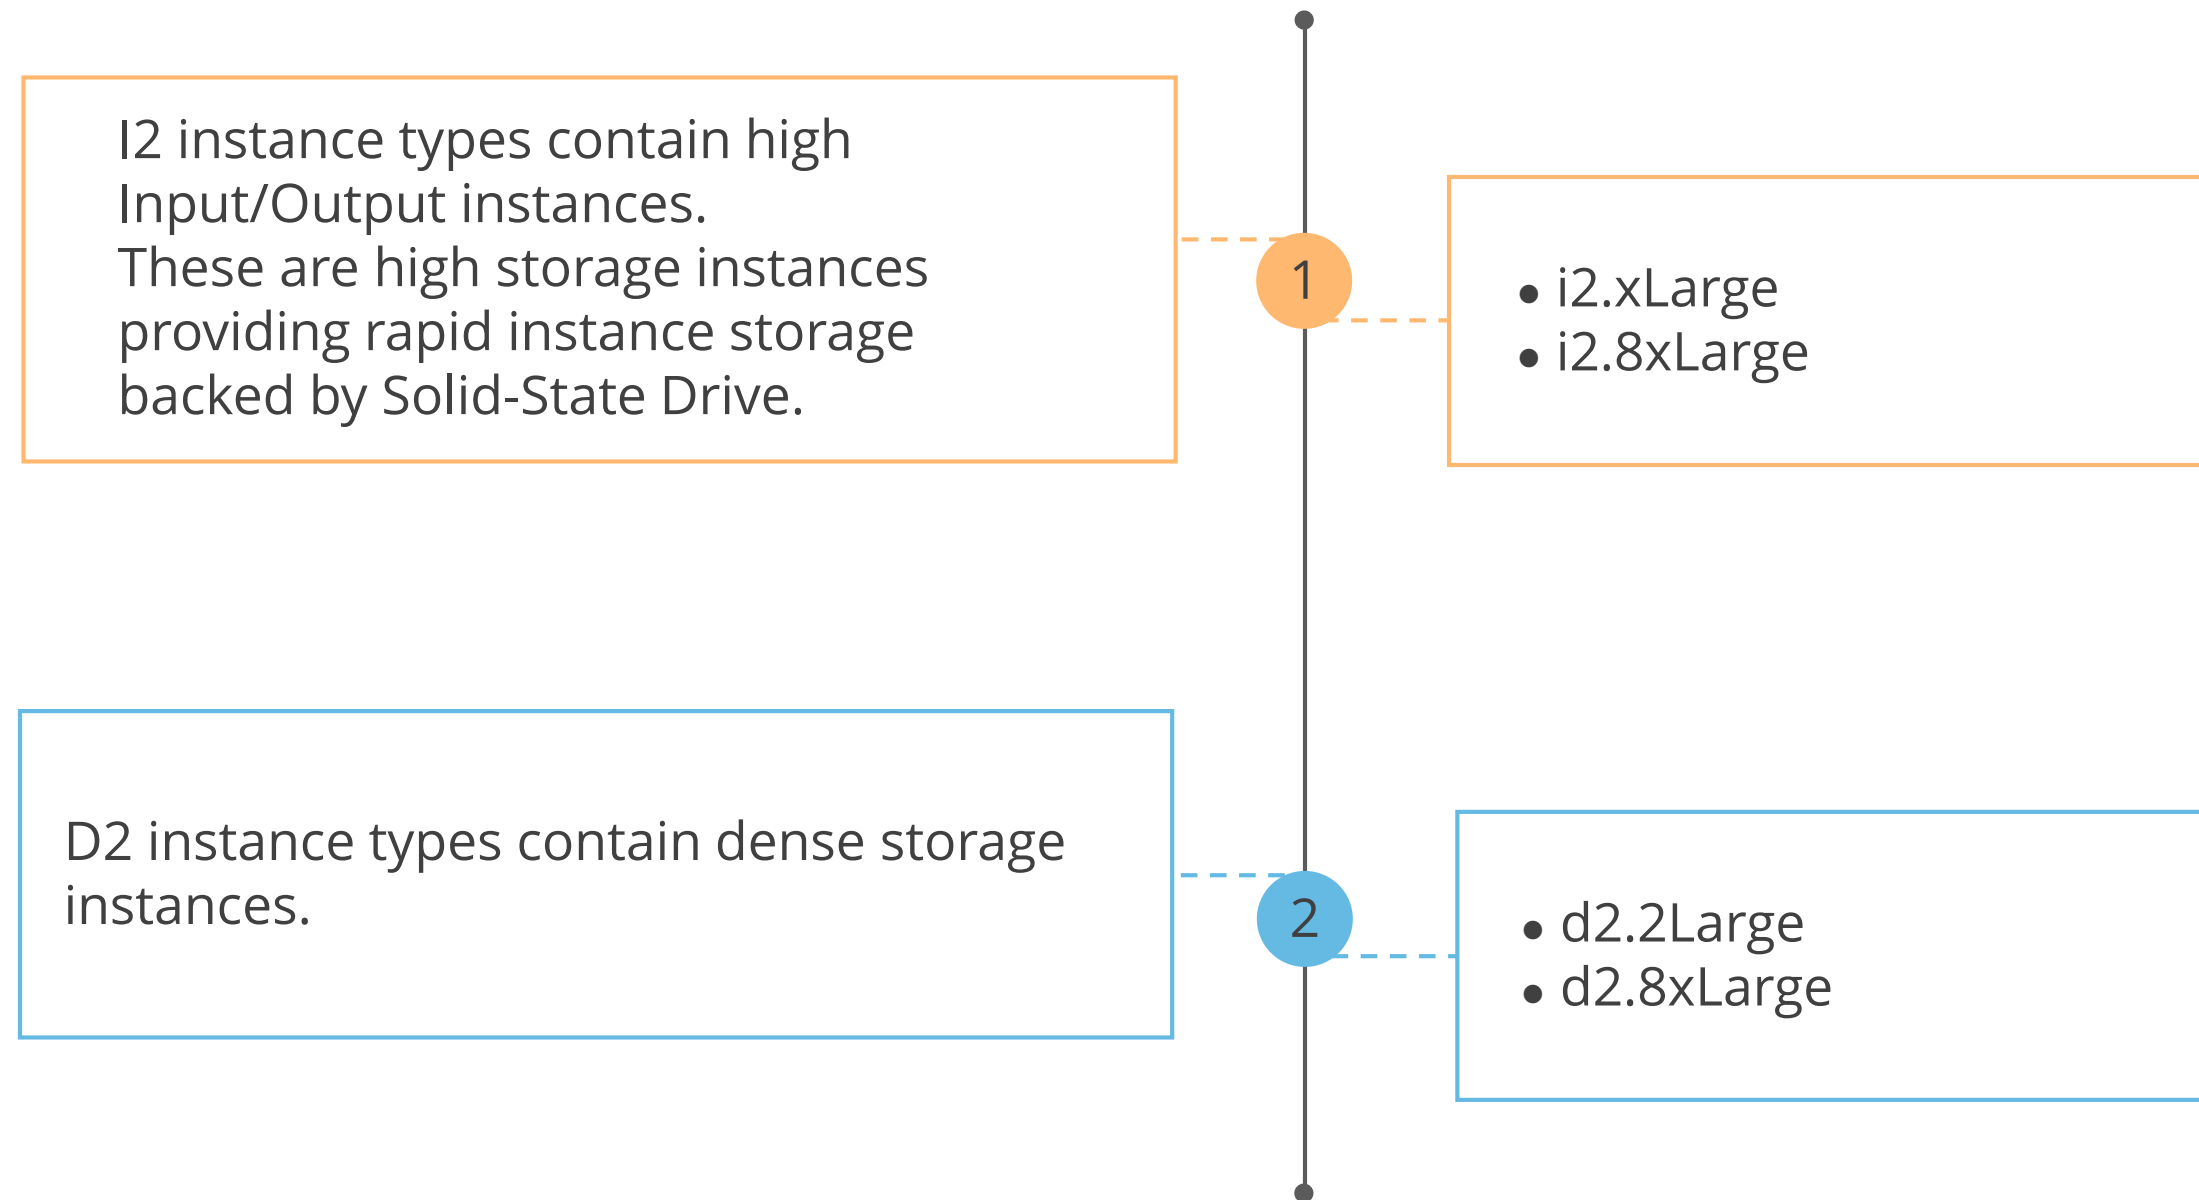 I2 instance types contain high
Input/Output instances.
These are high storage instances
providing rapid instance storage
backed by Solid-State Drive.
1
• i2.xLarge
• i2.8xLarge
D2 instance types contain dense storage
instances.
2
• d2.2Large
• d2.8xLarge